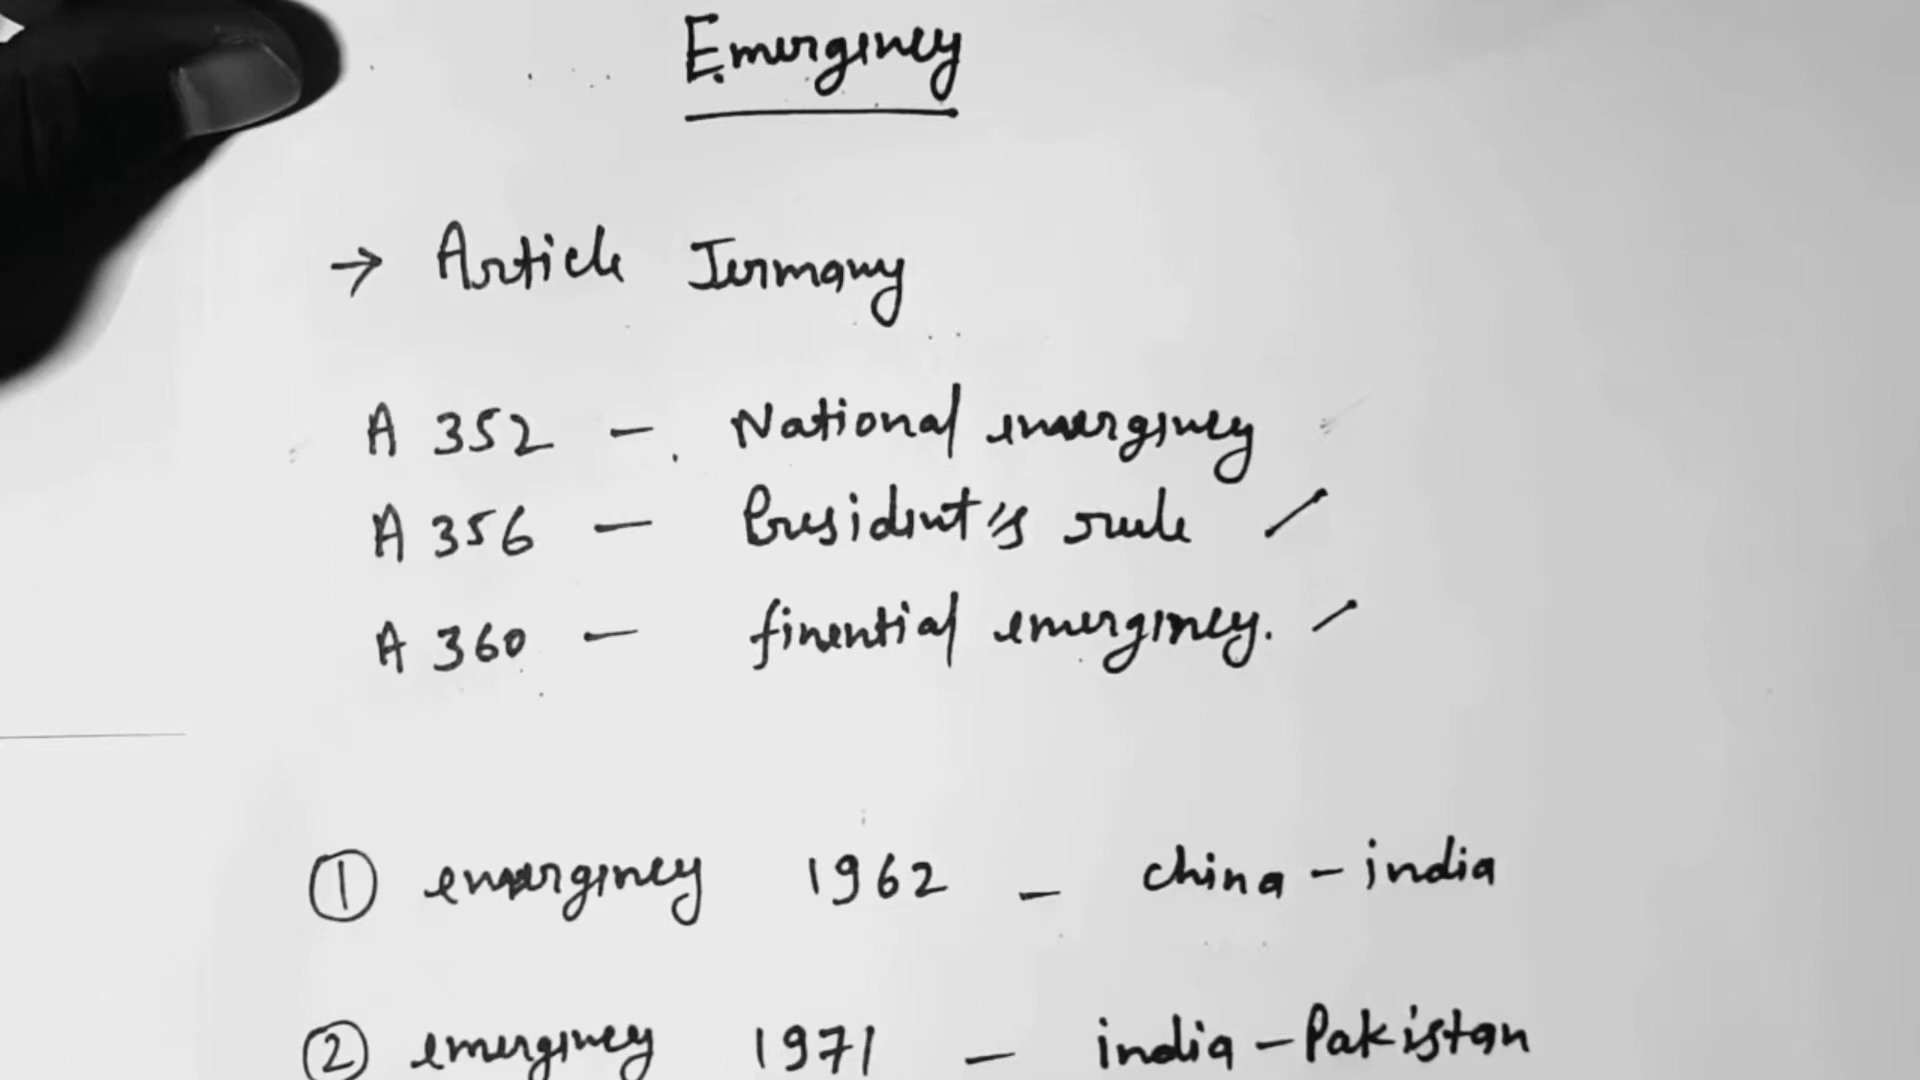 Emergency
→ Article Jermany
A 352 - National emergency
A 356 - President's rule
A 360 - finential emergency.
① emergency 1962 - china - india
② emergency 1971 - india - Pakistan